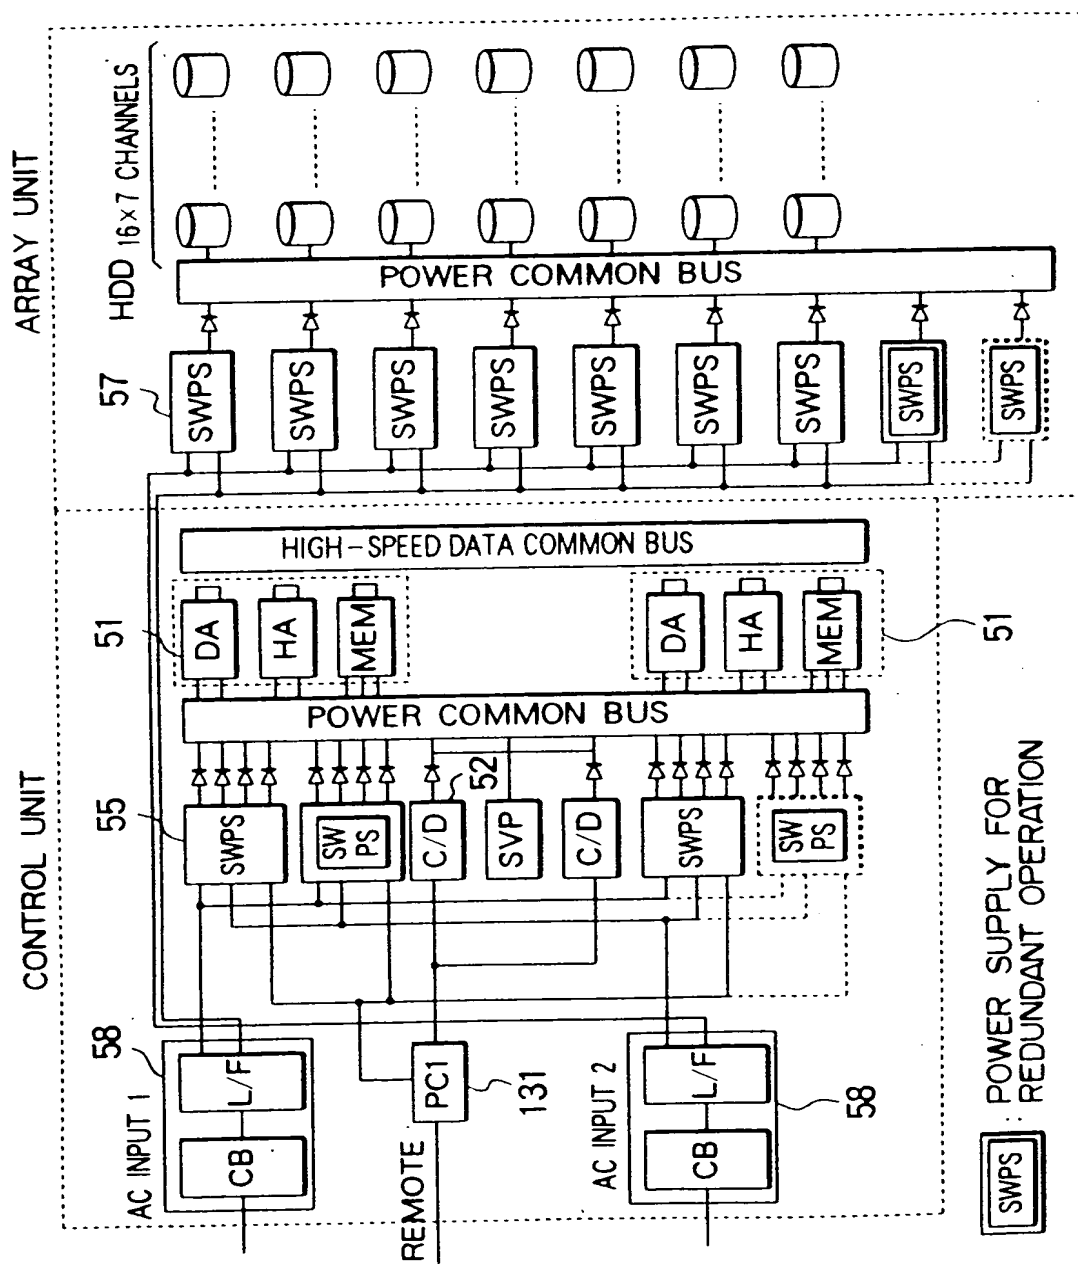 CONTROL UNIT
ARRAY UNIT
AC INPUT 1
58
CB
L/F
REMOTE
PC1
131
AC INPUT 2
CB
L/F
58
55
SWPS
SW
PS
C/D
52
SVP
C/D
SWPS
SW
PS
POWER COMMON BUS
51
DA
HA
MEM
DA
HA
MEM
51
HIGH-SPEED DATA COMMON BUS
57
SWPS
SWPS
SWPS
SWPS
SWPS
SWPS
SWPS
SWPS
SWPS
POWER COMMON BUS
HDD 16×7 CHANNELS
SWPS
: POWER SUPPLY FOR
REDUNDANT OPERATION